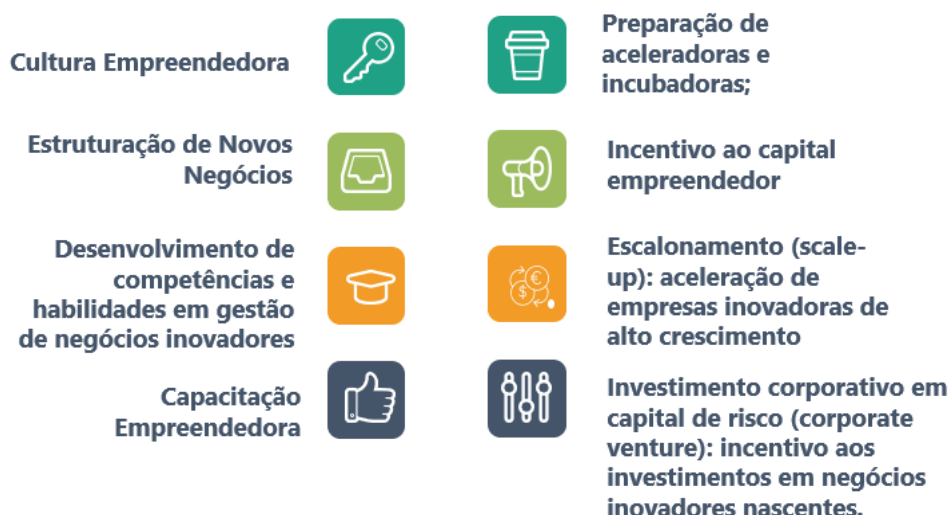 Cultura Empreendedora
Estruturação de Novos
Negócios
Desenvolvimento de
competências e
habilidades em gestão
de negócios inovadores
Capacitação
Empreendedora
Preparação de
aceleradoras e
incubadoras;
Incentivo ao capital
empreendedor
Escalonamento (scale-
up): aceleração de
empresas inovadoras de
alto crescimento
Investimento corporativo em
capital de risco (corporate
venture): incentivo aos
investimentos em negócios
inovadores nascentes.
€
$